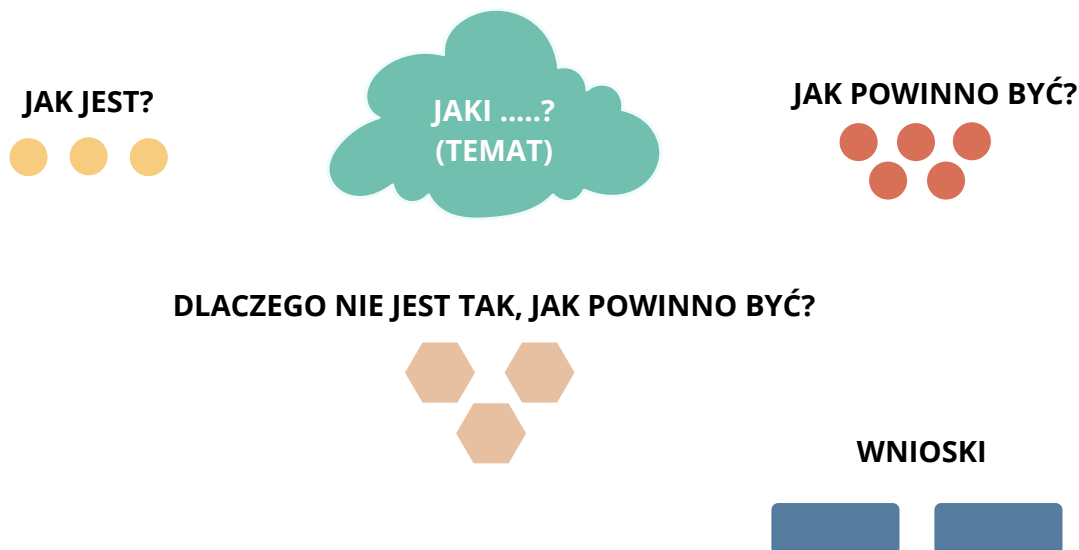 JAK JEST?
JAKI .....?
(TEMAT)
JAK POWINNO BYĆ?
DLACZEGO NIE JEST TAK, JAK POWINNO BYĆ?
WNIOSKI